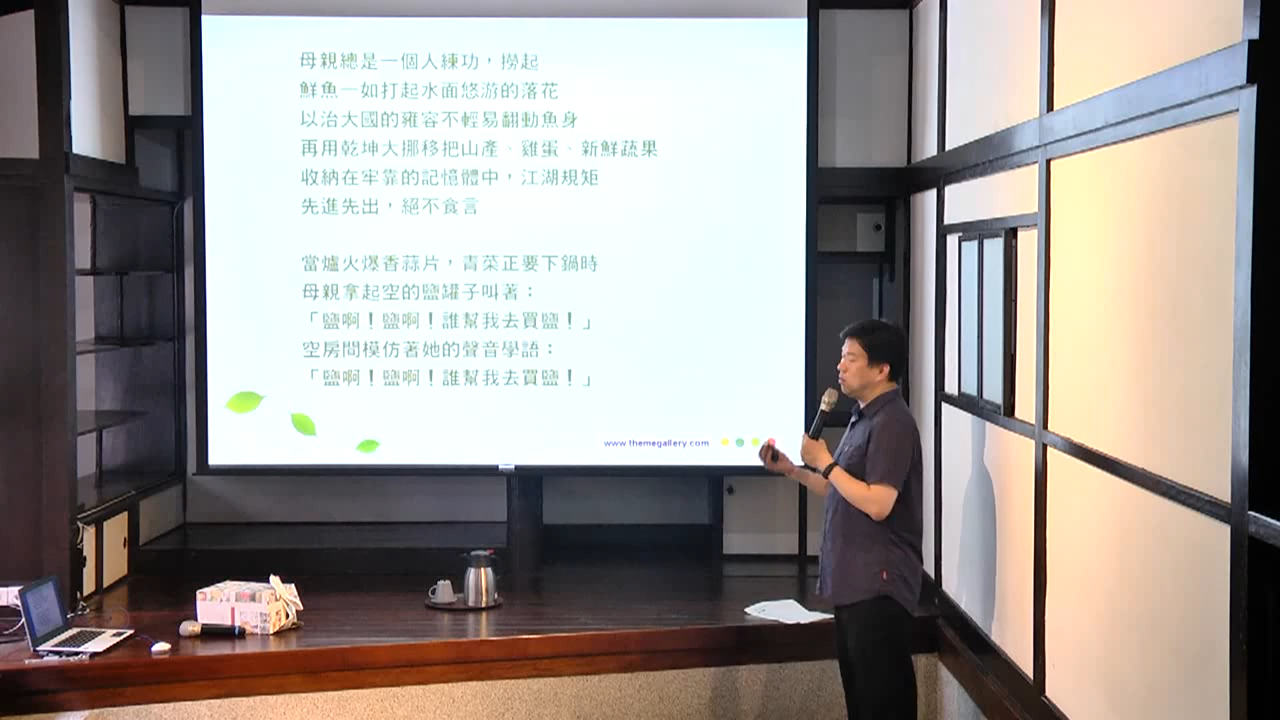 母親總是一個人練功，撈起
鮮魚一如打起水面悠游的落花
以治大國的雍容不輕易翻動魚身
再用乾坤大挪移把山產、雞蛋、新鮮蔬果
收納在牢靠的記憶體中，江湖規矩
先進先出，絕不食言
當爐火爆香蒜片，青菜正要下鍋時
母親拿起空的鹽罐子叫著：
「鹽啊！鹽啊！誰幫我去買鹽！」
空房間模仿著她的聲音學語：
「鹽啊！鹽啊！誰幫我去買鹽！」
www.themegallery.com